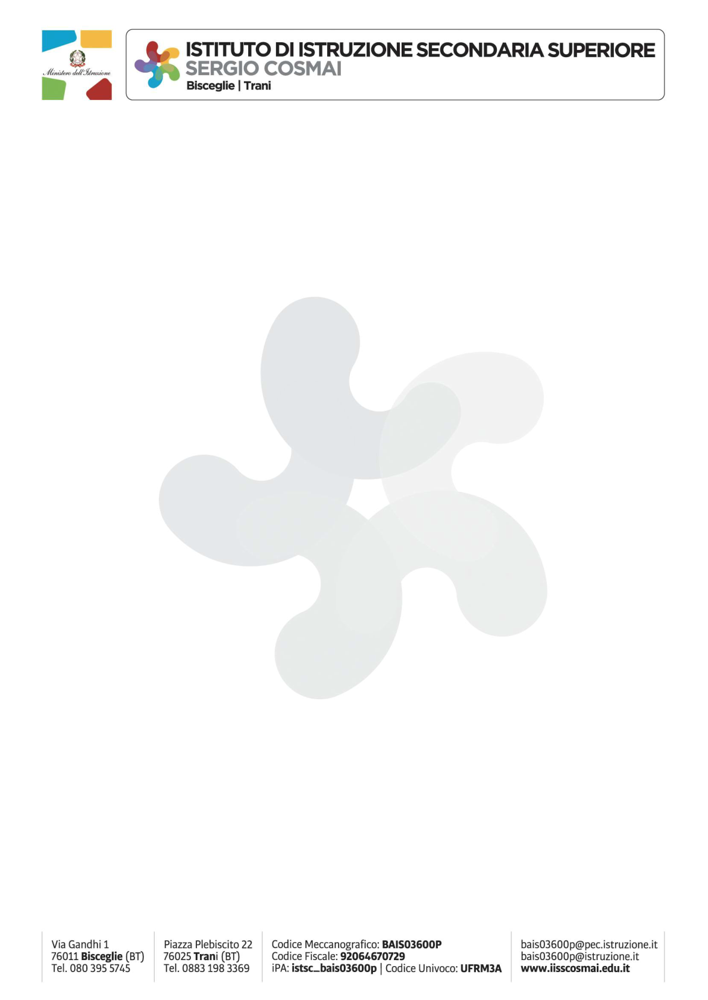 Ministero dell'Istruzione
ISTITUTO DI ISTRUZIONE SECONDARIA SUPERIORE
SERGIO COSMAI
Bisceglie | Trani
Via Gandhi 1
76011 Bisceglie (BT)
Tel. 080 395 5745
Piazza Plebiscito 22
76025 Trani (BT)
Tel. 0883 198 3369
Codice Meccanografico: BAIS03600P
Codice Fiscale: 92064670729
iPA: istsc_bais03600p | Codice Univoco: UFRM3A
bais03600p@pec.istruzione.it
bais03600p@istruzione.it
www.iisscosmai.edu.it